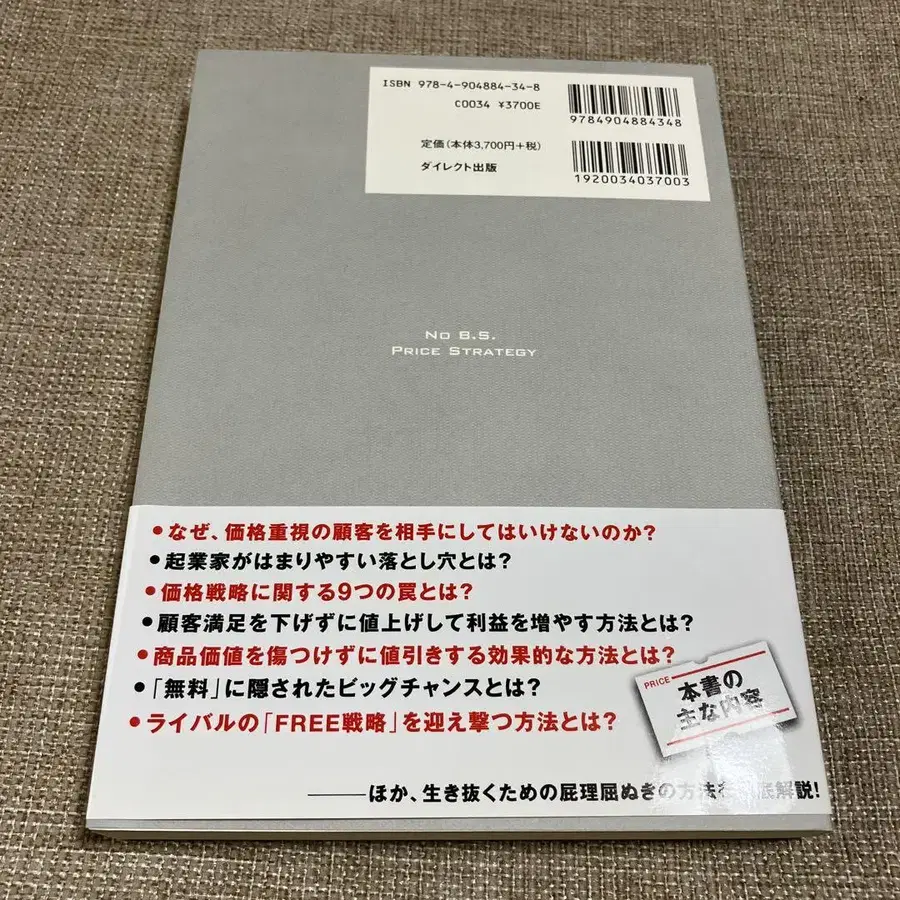 ISBN 978-4-904884-34-8
C0034 ¥3700E
9784904884348
定価(本体3,700円+税)
ダイレクト出版
1920034037003
No B.S.
Price Strategy
•なぜ、価格重視の顧客を相手にしてはいけないのか?
•起業家がはまりやすい落とし穴とは?
•価格戦略に関する9つの罠とは?
•顧客満足を下げずに値上げして利益を増やす方法とは?
•商品価値を傷つけずに値引きする効果的な方法とは?
•「無料」に隠されたビッグチャンスとは?
•ライバルの「FREE戦略」を迎え撃つ方法とは?
PRICE
本書の
主な内容
――ほか、生き抜くための屁理屈ぬきの方法を 底解説!